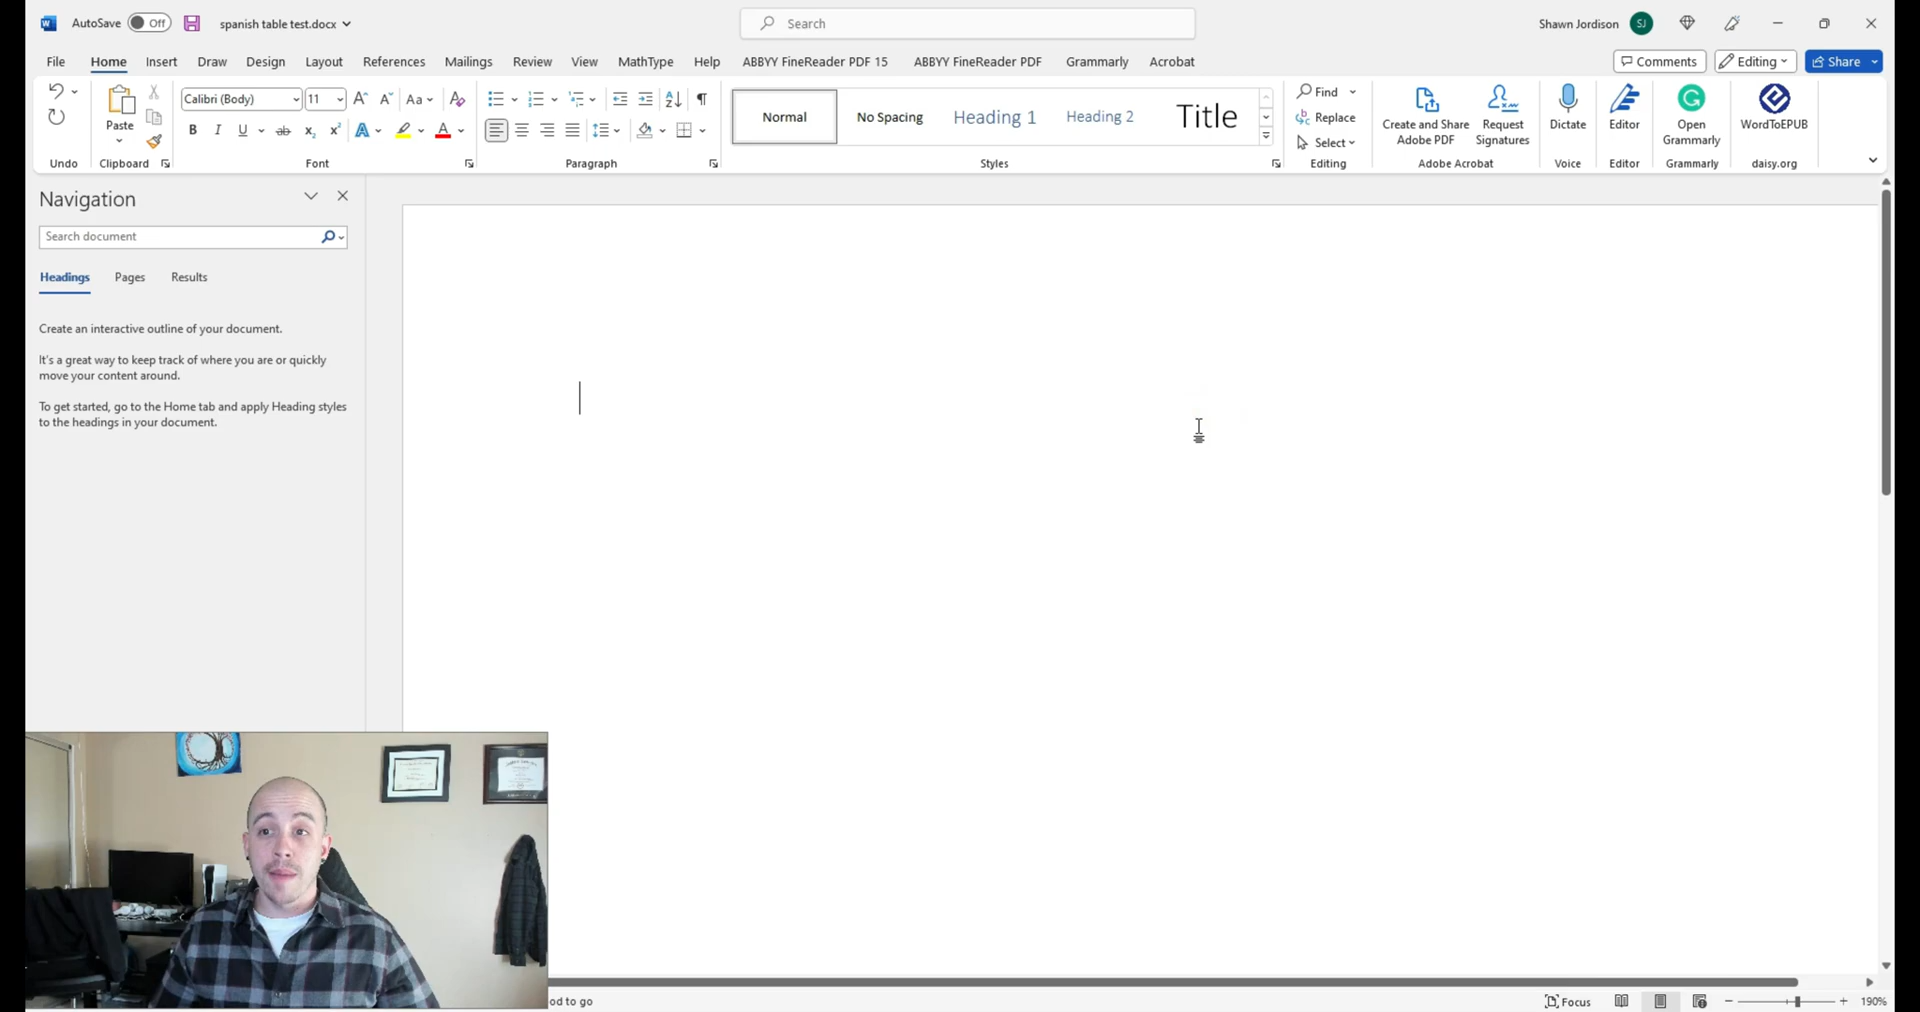 AutoSave Off spanish table test.docx Search Shawn Jordison SJ
File Home Insert Draw Design Layout References Mailings Review View MathType Help ABBYY FineReader PDF 15 ABBYY FineReader PDF Grammarly Acrobat Comments Editing Share
Calibri (Body) 11 Aa
Paste
B I U ab x₂ x² A A
Normal No Spacing Heading 1 Heading 2 Title
Find
Replace
Select
Create and Share
Adobe PDF
Request
Signatures
Dictate
Editor
Open
Grammarly
WordToEPUB
Undo Clipboard Font Paragraph Styles Editing Adobe Acrobat Voice Editor Grammarly daisy.org
Navigation
Search document
Headings Pages Results
Create an interactive outline of your document.
It's a great way to keep track of where you are or quickly
move your content around.
To get started, go to the Home tab and apply Heading styles
to the headings in your document.
od to go Focus 190%